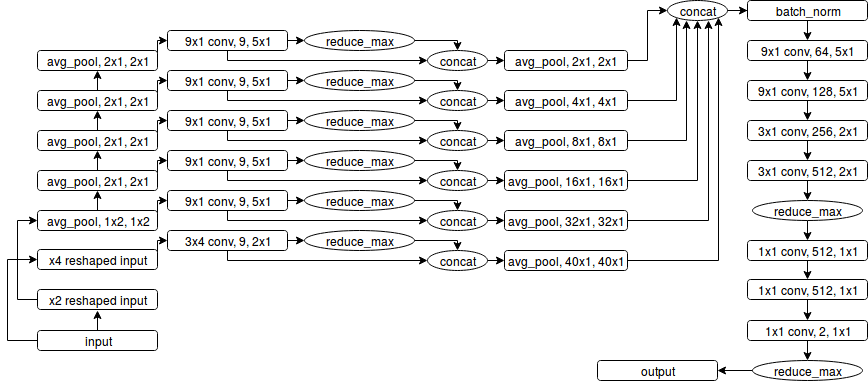 concat
batch_norm
9x1 conv, 9, 5x1
reduce_max
avg_pool, 2x1, 2x1
concat
avg_pool, 2x1, 2x1
9x1 conv, 64, 5x1
9x1 conv, 9, 5x1
reduce_max
avg_pool, 2x1, 2x1
concat
avg_pool, 4x1, 4x1
9x1 conv, 128, 5x1
9x1 conv, 9, 5x1
reduce_max
avg_pool, 2x1, 2x1
concat
avg_pool, 8x1, 8x1
3x1 conv, 256, 2x1
9x1 conv, 9, 5x1
reduce_max
avg_pool, 2x1, 2x1
concat
avg_pool, 16x1, 16x1
3x1 conv, 512, 2x1
9x1 conv, 9, 5x1
reduce_max
avg_pool, 1x2, 1x2
concat
avg_pool, 32x1, 32x1
reduce_max
3x4 conv, 9, 2x1
reduce_max
x4 reshaped input
concat
avg_pool, 40x1, 40x1
1x1 conv, 512, 1x1
x2 reshaped input
1x1 conv, 512, 1x1
input
1x1 conv, 2, 1x1
output
reduce_max